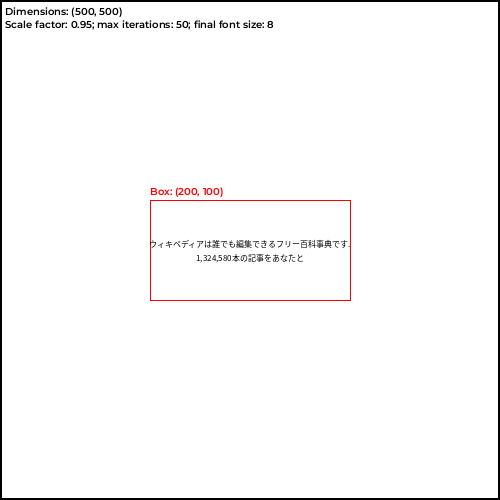 Dimensions: (500, 500)
Scale factor: 0.95; max iterations: 50; final font size: 8
Box: (200, 100)
ウィキペディアは誰でも編集できるフリー百科事典です.
1,324,580本の記事をあなたと